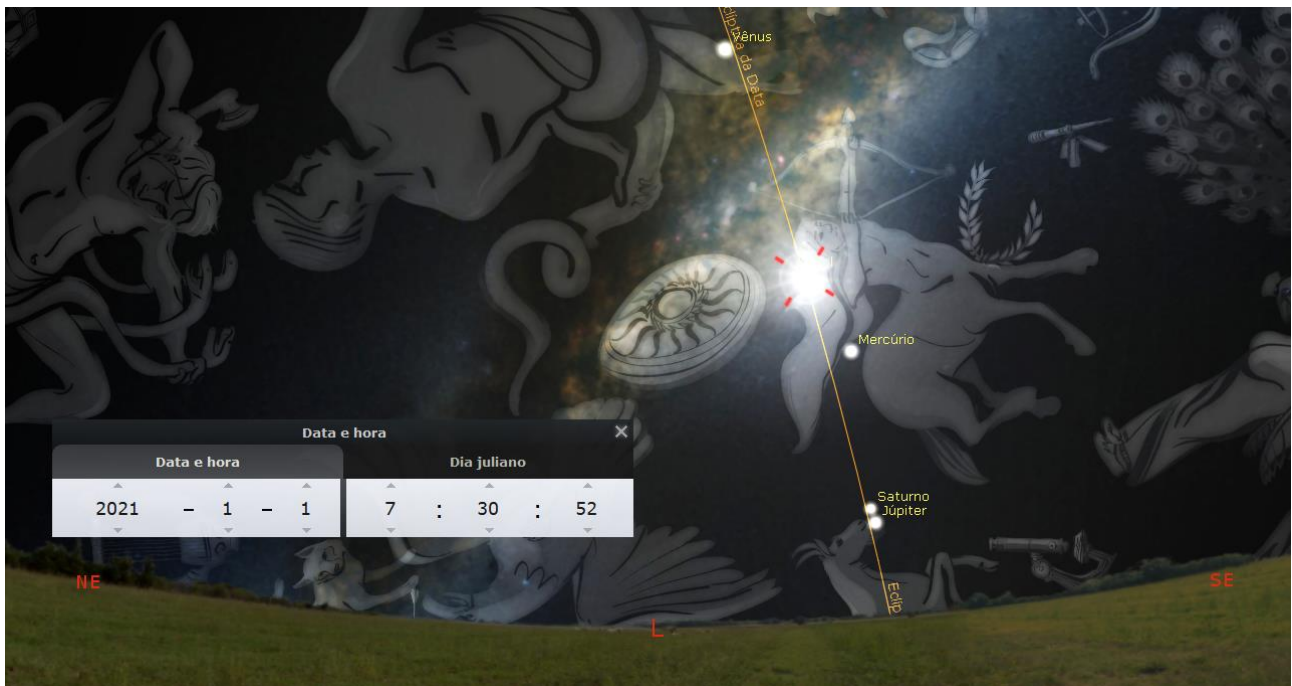 Vênus
Eclíptica da Data
Mercúrio
Saturno
Júpiter
Data e hora
Data e hora
Dia juliano
2021 – 1 – 1
7 : 30 : 52
Eclíp
NE
L
SE